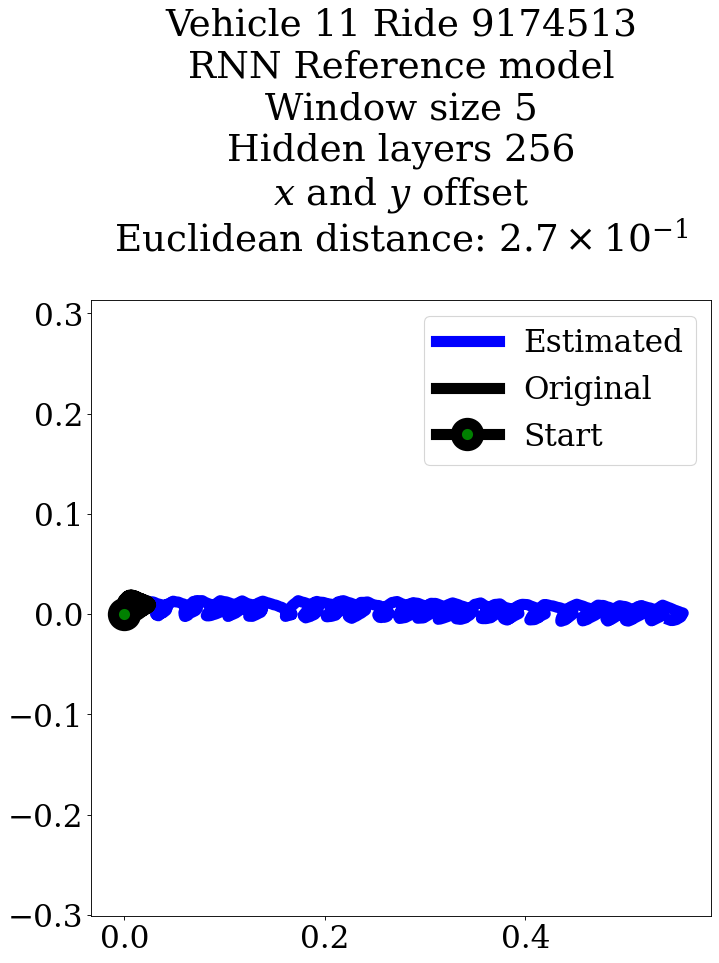 Vehicle 11 Ride 9174513
RNN Reference model
Window size 5
Hidden layers 256
x and y offset
Euclidean distance: 2.7 × 10⁻¹
0.3
0.2
0.1
0.0
−0.1
−0.2
−0.3
Estimated
Original
Start
0.0 0.2 0.4